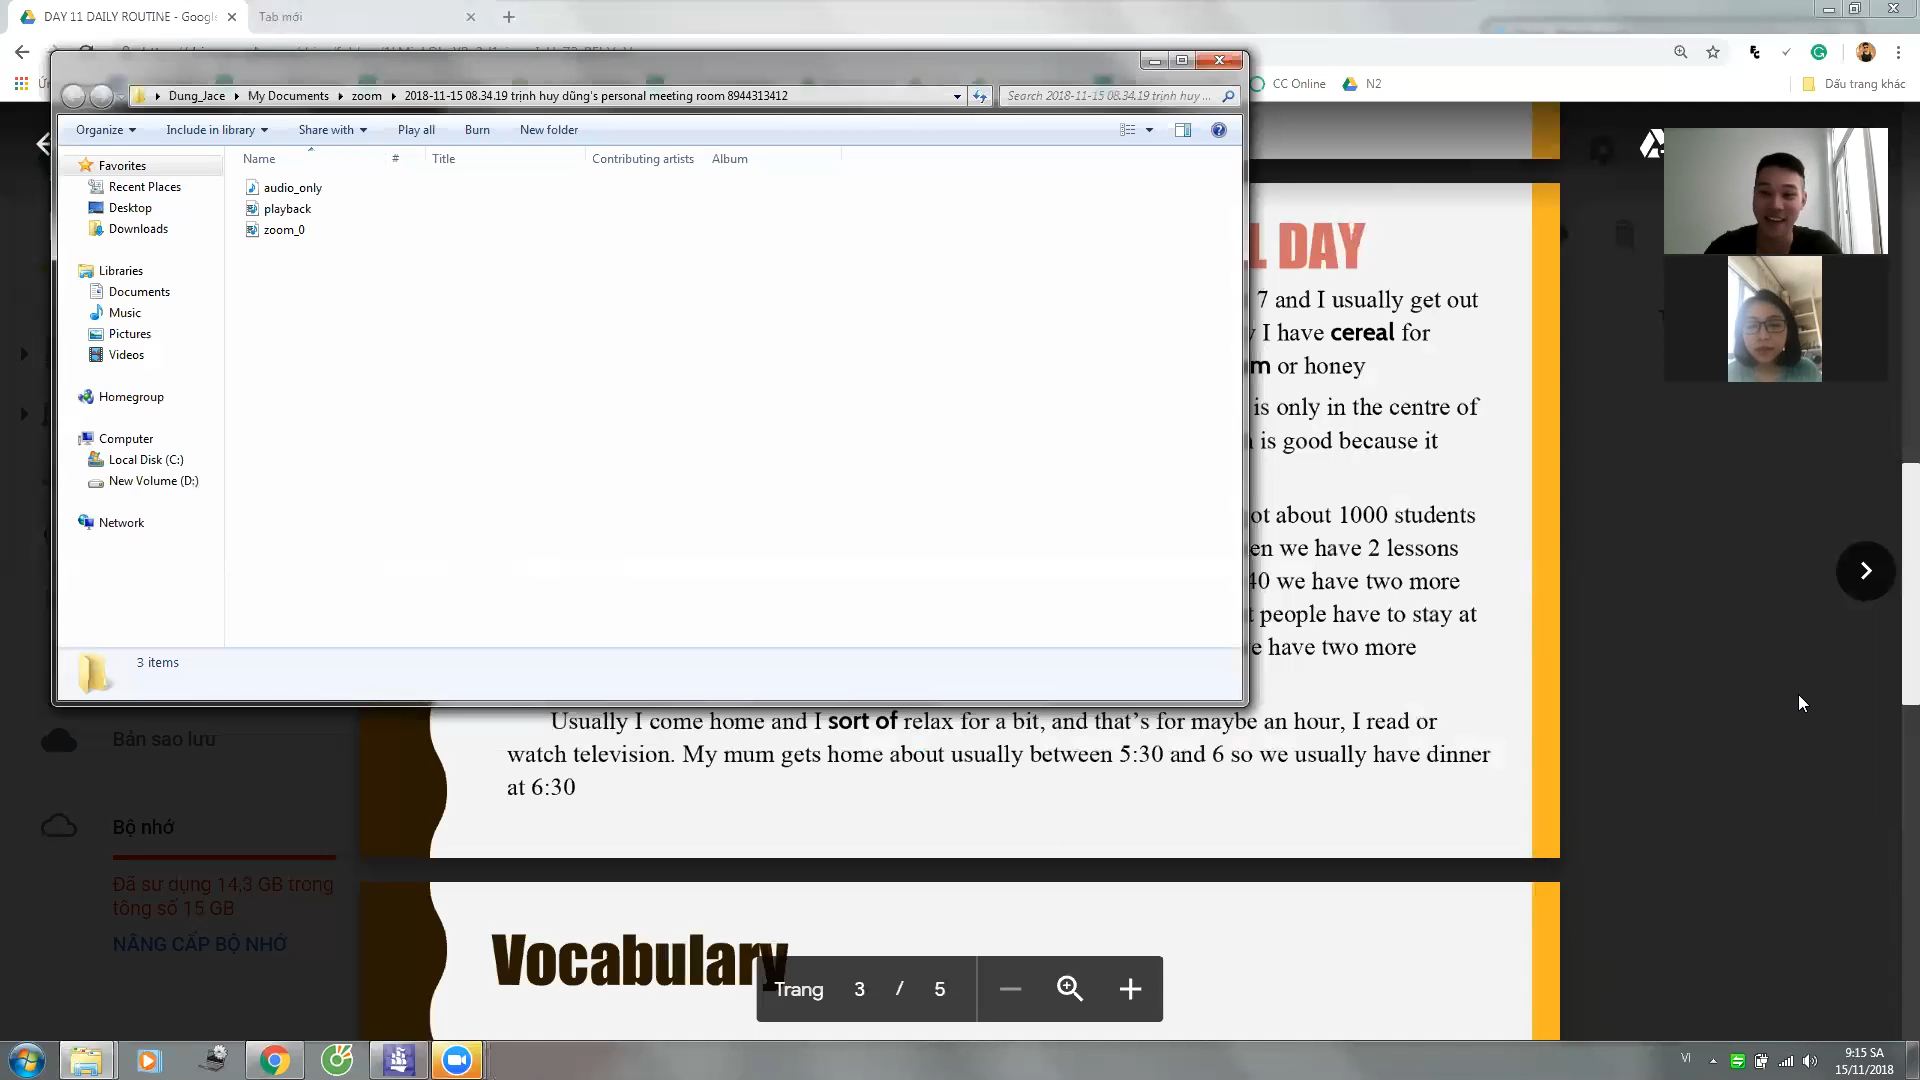 DAY 11 DAILY ROUTINE - Googl
Tab mới
CC Online
N2
Dấu trang khác
Dung_Jace
My Documents
zoom
2018-11-15 08.34.19 trịnh huy dũng's personal meeting room 8944313412
Search 2018-11-15 08.34.19 trịnh huy ...
Organize
Include in library
Share with
Play all
Burn
New folder
Name
#
Title
Contributing artists
Album
Favorites
Recent Places
Desktop
Downloads
Libraries
Documents
Music
Pictures
Videos
Homegroup
Computer
Local Disk (C:)
New Volume (D:)
Network
audio_only
playback
zoom_0
3 items
L DAY
7 and I usually get out
I have cereal for
m or honey
is only in the centre of
is good because it
ot about 1000 students
en we have 2 lessons
40 we have two more
t people have to stay at
e have two more
Usually I come home and I sort of relax for a bit, and that's for maybe an hour, I read or
watch television. My mum gets home about usually between 5:30 and 6 so we usually have dinner
at 6:30
Bản sao lưu
Bộ nhớ
Đã sử dụng 14,3 GB trong
tổng số 15 GB
NÂNG CẤP BỘ NHỚ
Vocabulary
Trang 3 / 5
VI
9:15 SA
15/11/2018